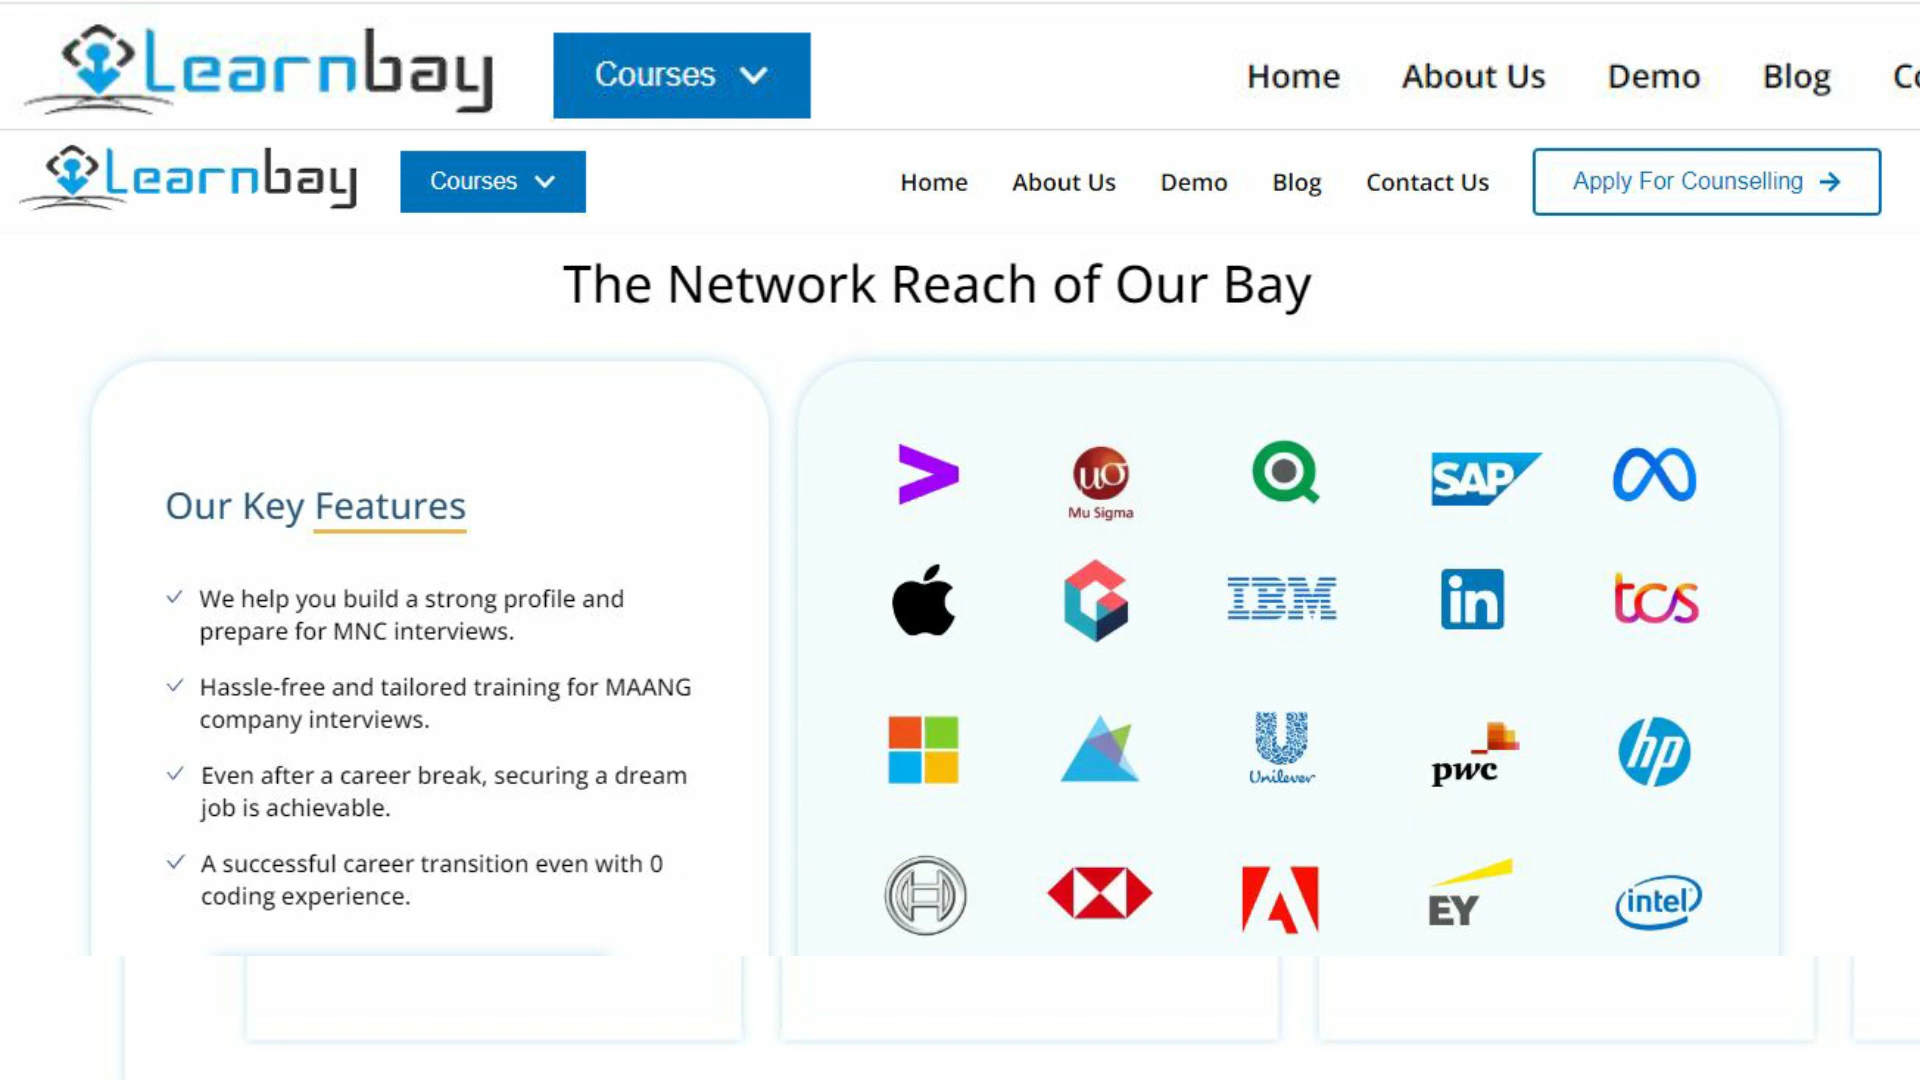 Learnbay Courses Home About Us Demo Blog Co
Learnbay Courses Home About Us Demo Blog Contact Us Apply For Counselling
The Network Reach of Our Bay
Our Key Features
We help you build a strong profile and
prepare for MNC interviews.
Hassle-free and tailored training for MAANG
company interviews.
Even after a career break, securing a dream
job is achievable.
A successful career transition even with 0
coding experience.
uo SAP
Mu Sigma
IBM in tcs
Unilever pwc hp
EY intel